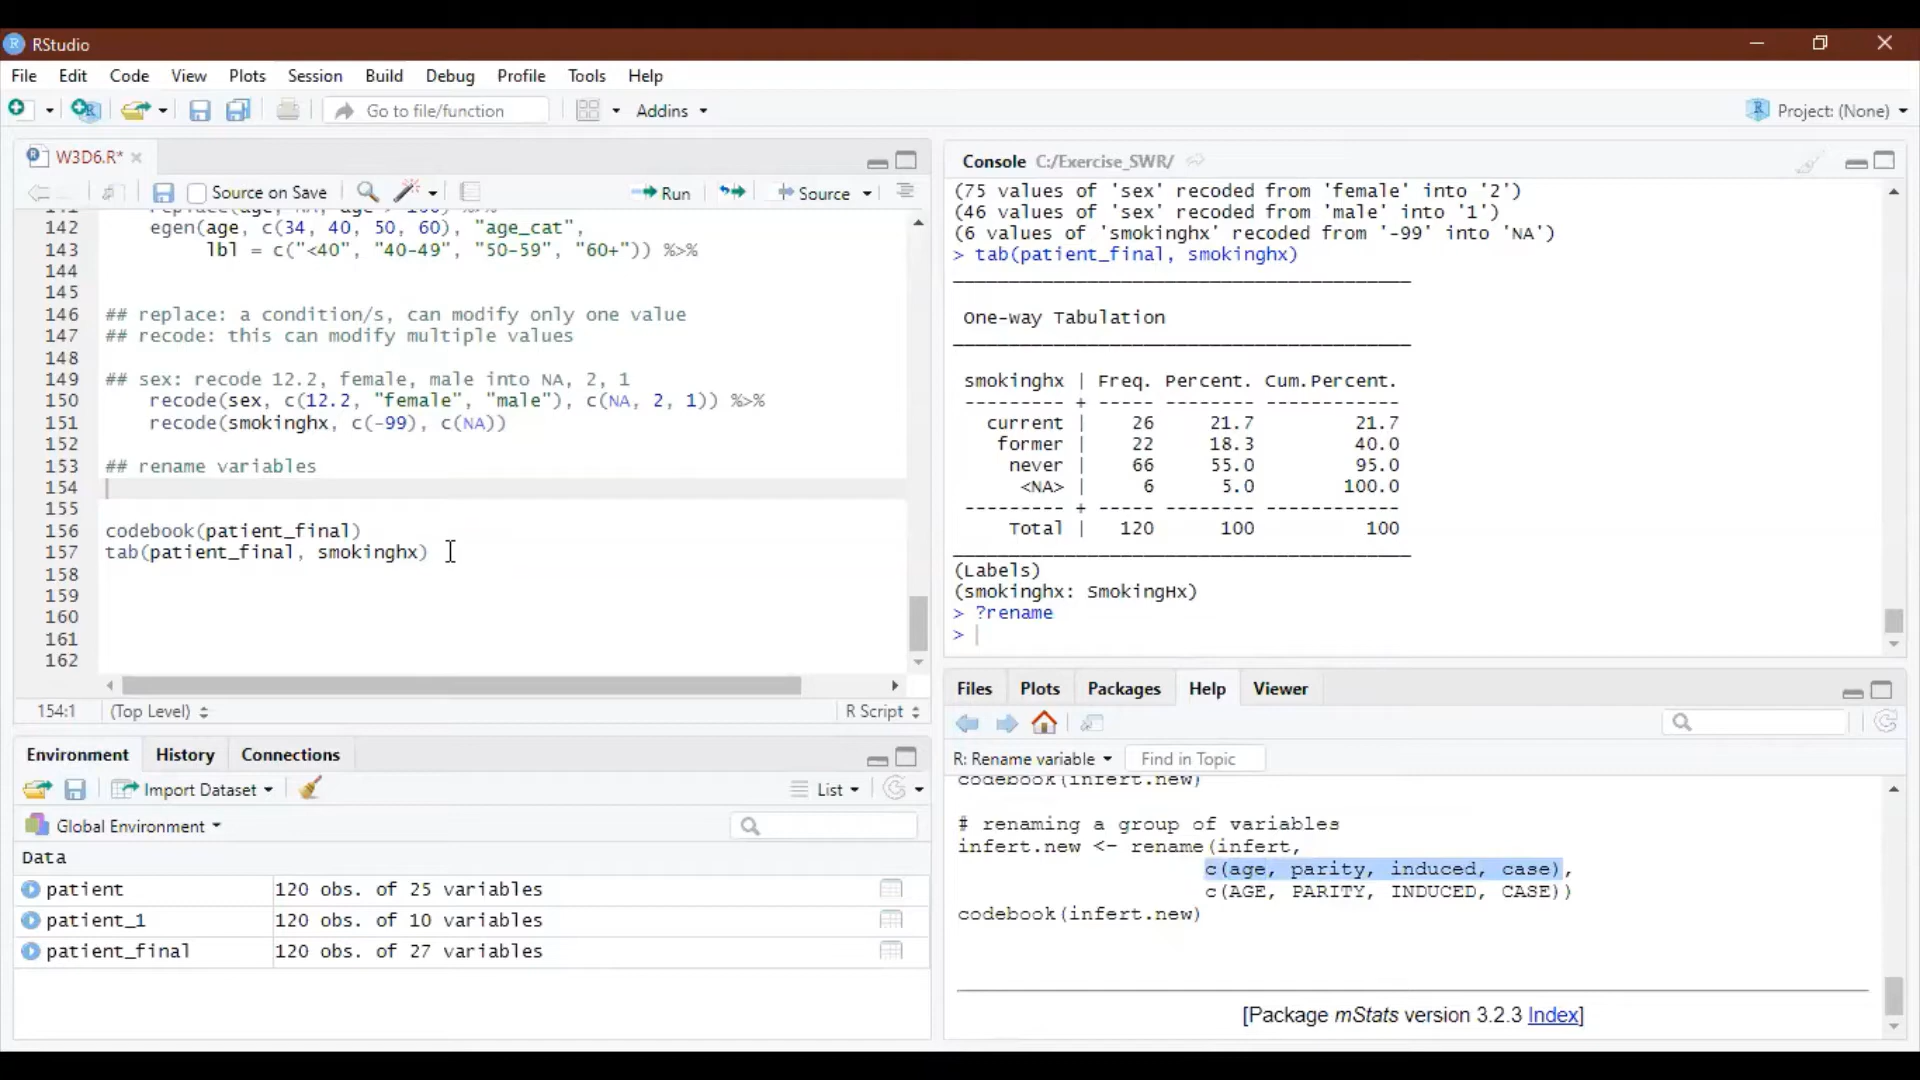 RStudio
File Edit Code View Plots Session Build Debug Profile Tools Help
Go to file/function Addins Project: (None)
W3D6.R*
Source on Save Run Source
142 egen(age, c(34, 40, 50, 60), "age_cat",
143 lbl = c("<40", "40-49", "50-59", "60+")) %>%
144
145
146 ## replace: a condition/s, can modify only one value
147 ## recode: this can modify multiple values
148
149 ## sex: recode 12.2, female, male into NA, 2, 1
150 recode(sex, c(12.2, "female", "male"), c(NA, 2, 1)) %>%
151 recode(smokinghx, c(-99), c(NA))
152
153 ## rename variables
154
155
156 codebook(patient_final)
157 tab(patient_final, smokinghx)
158
159
160
161
162
154:1 (Top Level) R Script
Environment History Connections
Import Dataset List
Global Environment
Data
patient 120 obs. of 25 variables
patient_1 120 obs. of 10 variables
patient_final 120 obs. of 27 variables
Console C:/Exercise_SWR/
(75 values of 'sex' recoded from 'female' into '2')
(46 values of 'sex' recoded from 'male' into '1')
(6 values of 'smokinghx' recoded from '-99' into 'NA')
> tab(patient_final, smokinghx)
One-way Tabulation
smokinghx | Freq. Percent. Cum.Percent.
--------- + ----- -------- ------------
current | 26 21.7 21.7
former | 22 18.3 40.0
never | 66 55.0 95.0
<NA> | 6 5.0 100.0
--------- + ----- -------- ------------
Total | 120 100 100
(Labels)
(smokinghx: SmokingHx)
> ?rename
>
Files Plots Packages Help Viewer
R: Rename variable Find in Topic
codebook(infert.new)
# renaming a group of variables
infert.new <- rename(infert,
c(age, parity, induced, case),
c(AGE, PARITY, INDUCED, CASE))
codebook(infert.new)
[Package mStats version 3.2.3 Index]